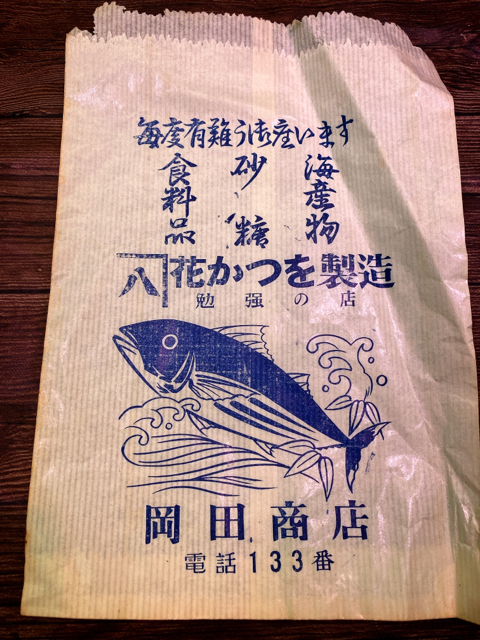 毎度有難う御座います
海産物
砂糖
食料品
八 花かつを製造
勉强の店
岡田商店
電話133番